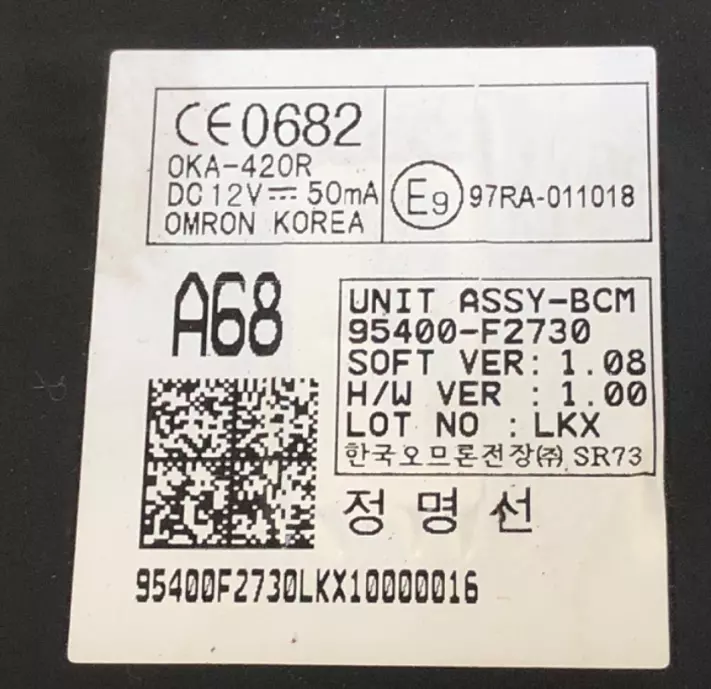 CE0682
OKA-420R
DC 12V⎓ 50mA
OMRON KOREA
E9 97RA-011018
A68
UNIT ASSY-BCM
95400-F2730
SOFT VER: 1.08
H/W VER : 1.00
LOT NO : LKX
한국오므론전장㈜ SR73
정명선
95400F2730LKX10000016